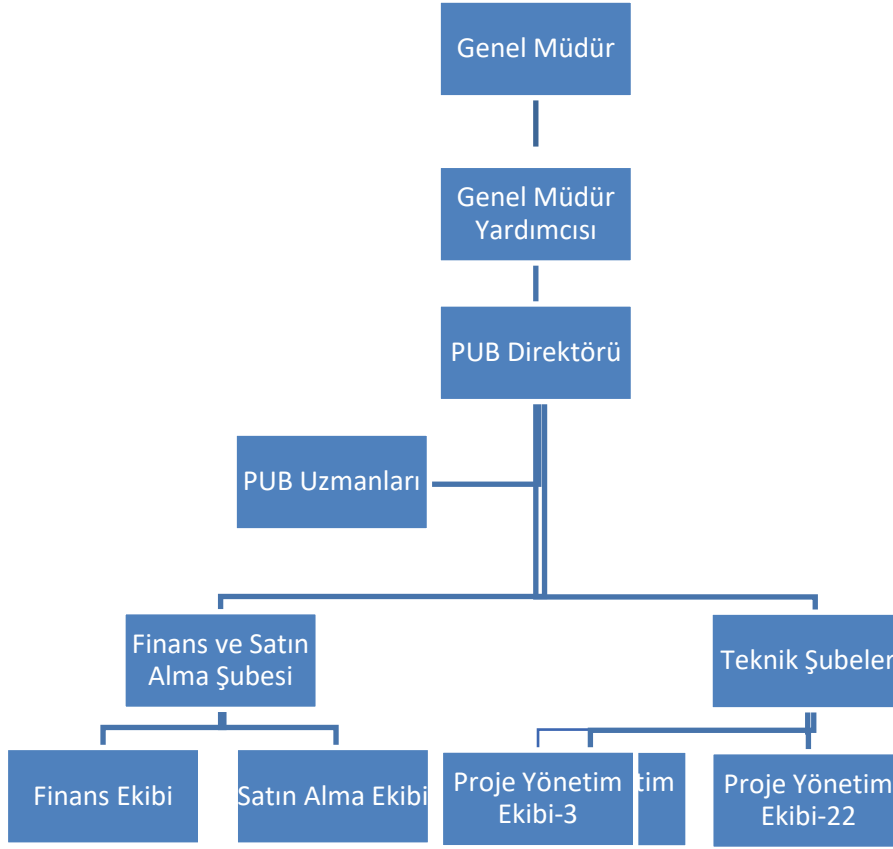 Genel Müdür
Genel Müdür
Yardımcısı
PUB Direktörü
PUB Uzmanları
Finans ve Satın
Alma Şubesi
Teknik Şubeler
Finans Ekibi
Satın Alma Ekibi
Proje Yönetim
Ekibi-3
Proje Yönetim
Ekibi-22